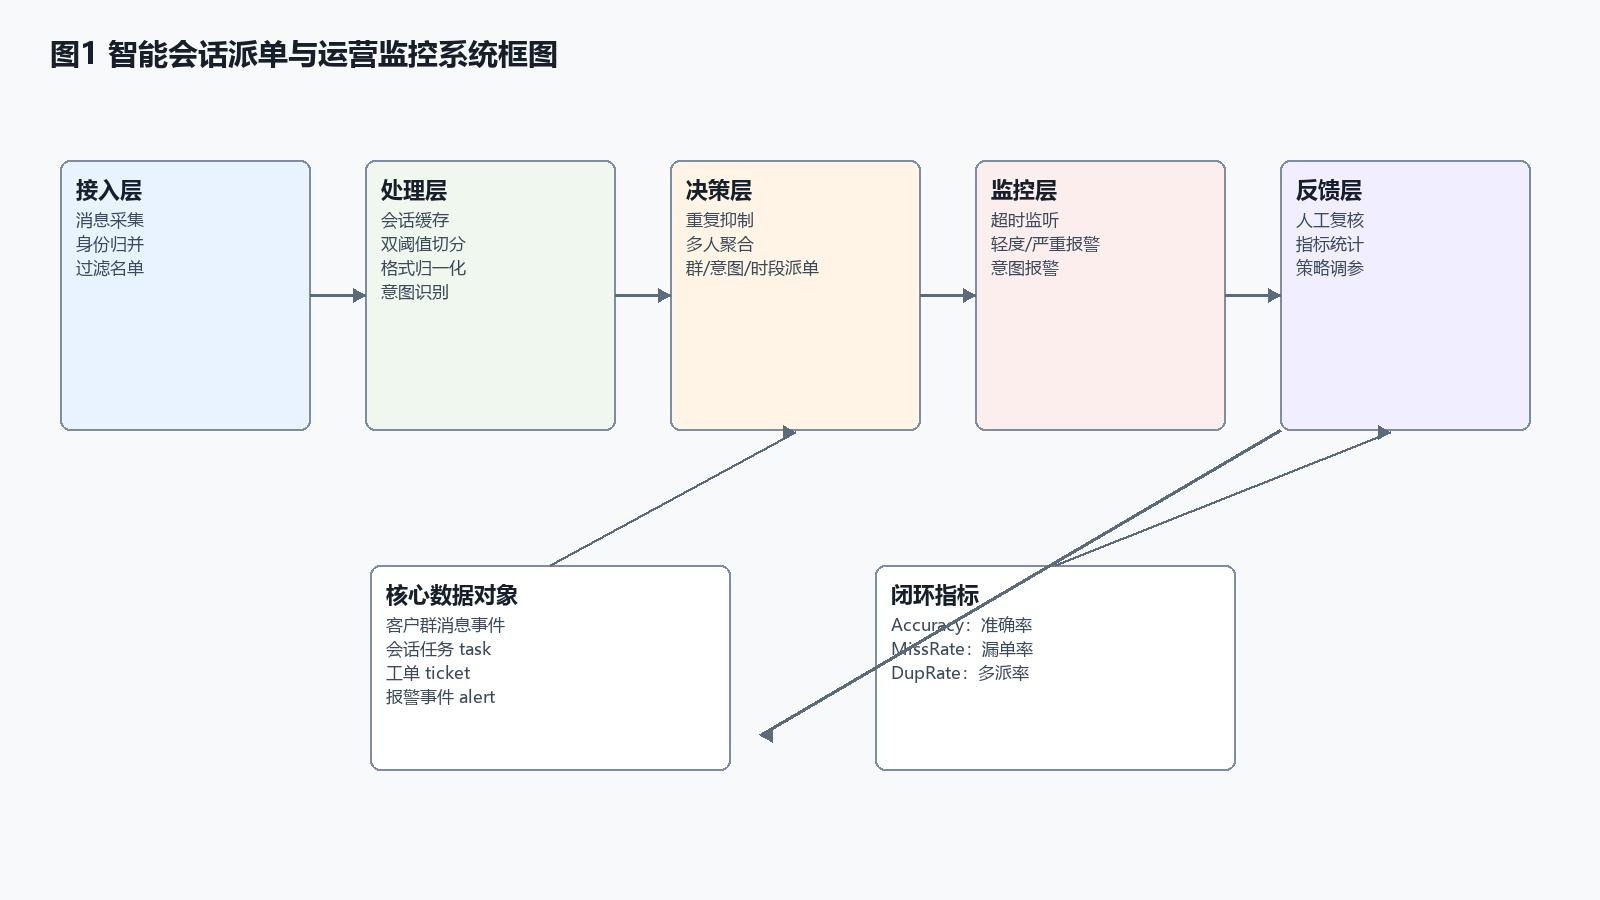 图1 智能会话派单与运营监控系统框图
接入层
消息采集
身份归并
过滤名单
处理层
会话缓存
双阈值切分
格式归一化
意图识别
决策层
重复抑制
多人聚合
群/意图/时段派单
监控层
超时监听
轻度/严重报警
意图报警
反馈层
人工复核
指标统计
策略调参
核心数据对象
客户群消息事件
会话任务 task
工单 ticket
报警事件 alert
闭环指标
Accuracy：准确率
MissRate：漏单率
DupRate：多派率